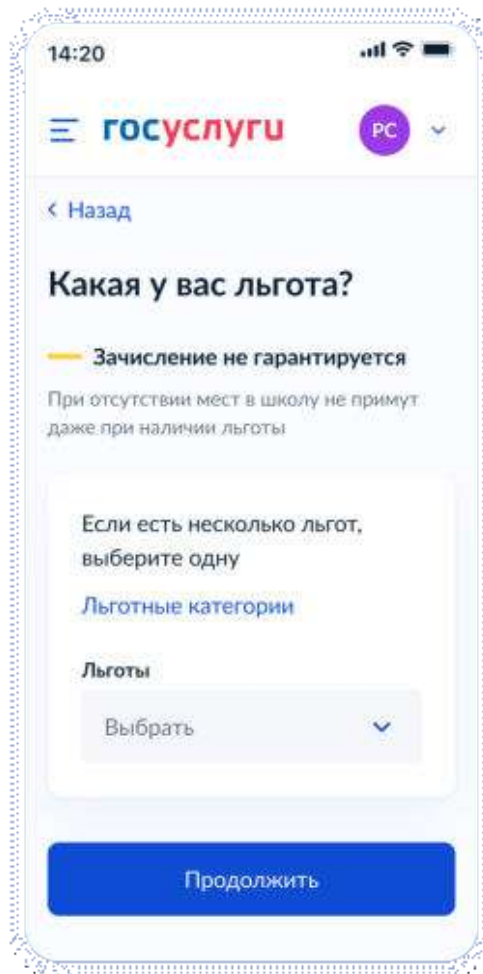 14:20
госуслуги
РС
Назад
Какая у вас льгота?
Зачисление не гарантируется
При отсутствии мест в школу не примут
даже при наличии льготы
Если есть несколько льгот,
выберите одну
Льготные категории
Льготы
Выбрать
Продолжить